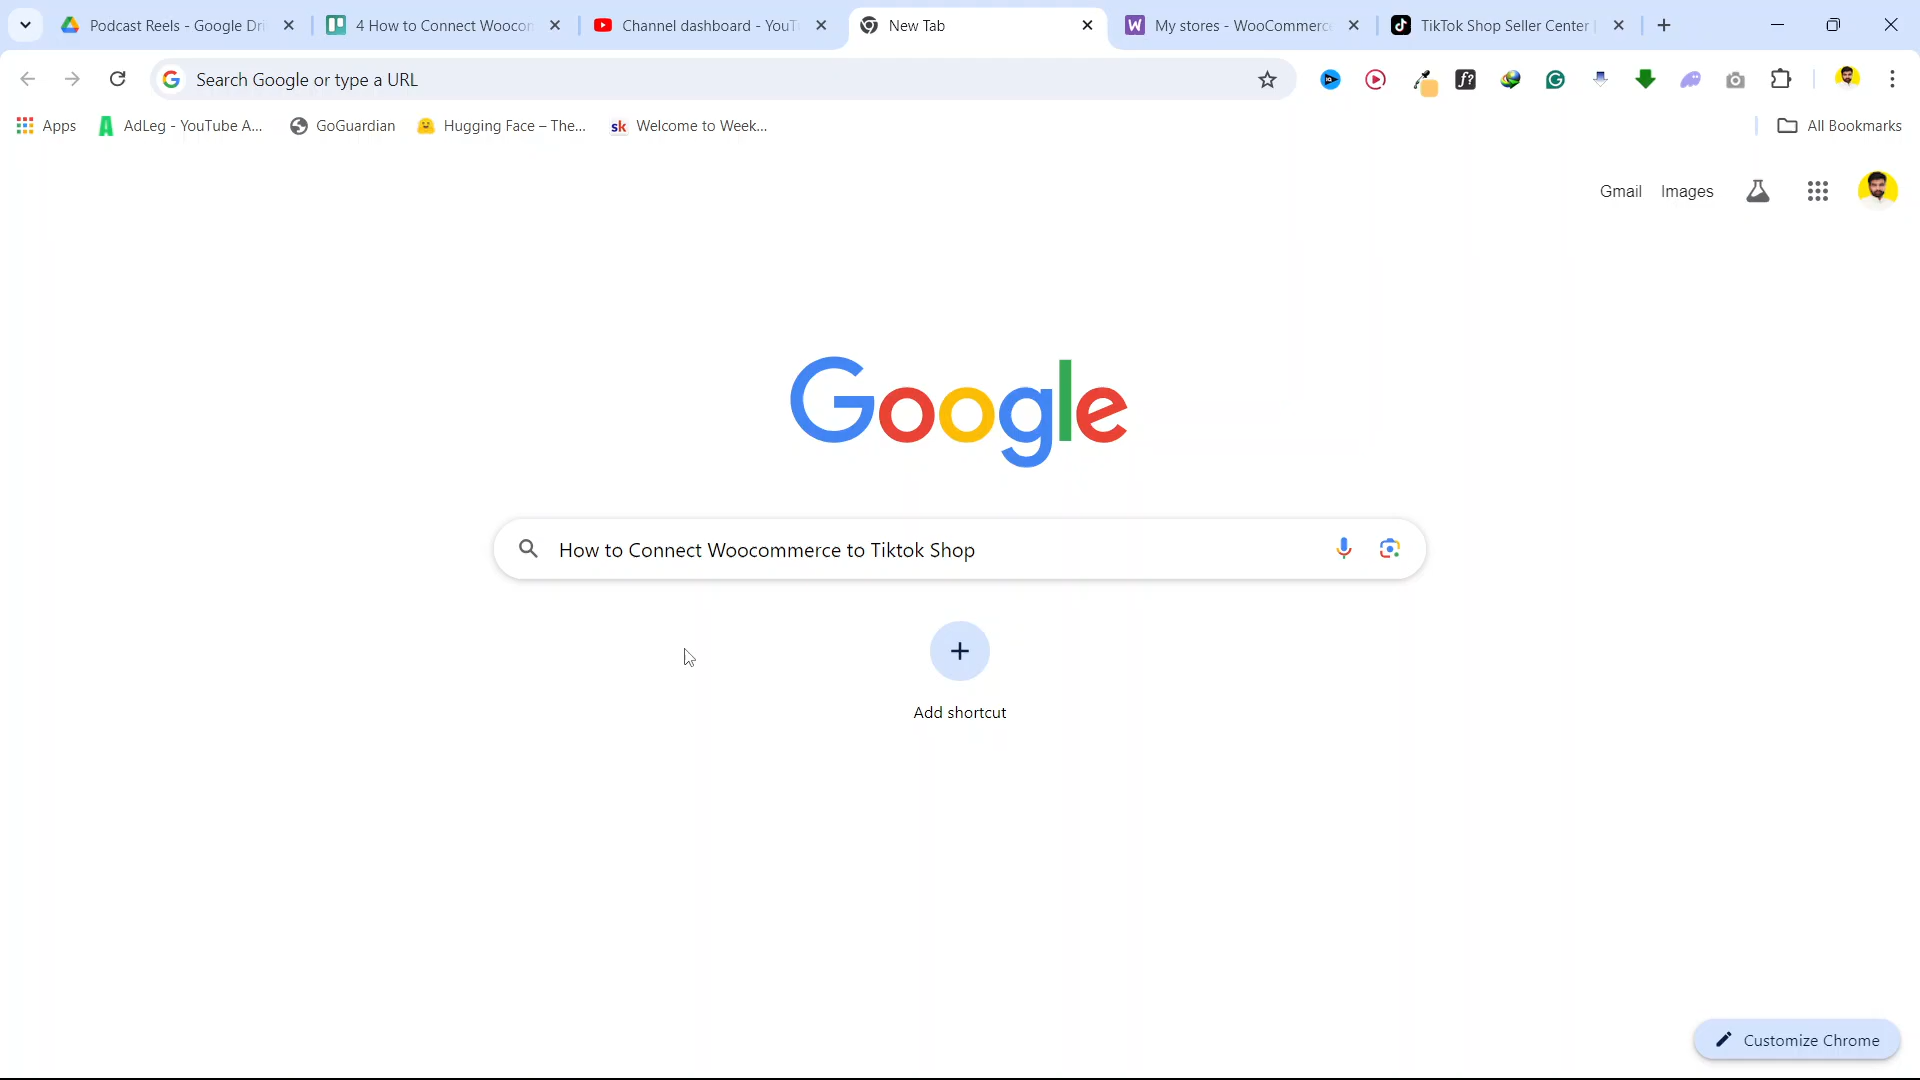 Podcast Reels - Google Dri
4 How to Connect Woocom
Channel dashboard - YouT
New Tab
My stores - WooCommerc
TikTok Shop Seller Center
Search Google or type a URL
Apps
AdLeg - YouTube A...
GoGuardian
Hugging Face – The...
sk
Welcome to Week...
All Bookmarks
Gmail
Images
Google
How to Connect Woocommerce to Tiktok Shop
Add shortcut
Customize Chrome